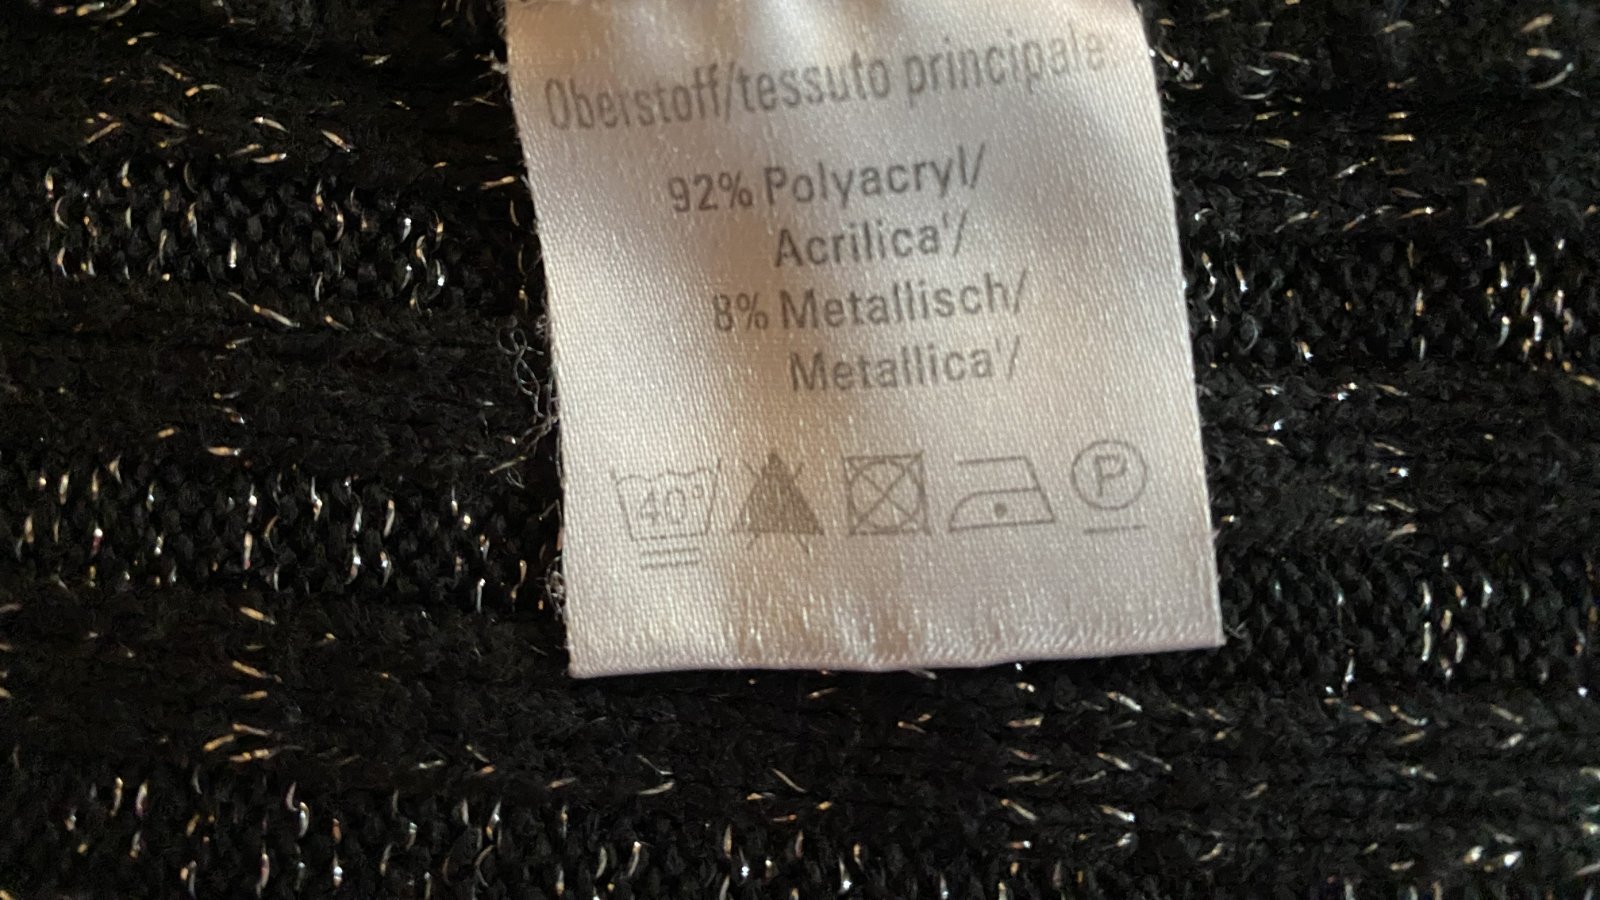 Oberstoff/tessuto principale
92% Polyacryl/
Acrilica'/
8% Metallisch/
Metallica'/
40° P